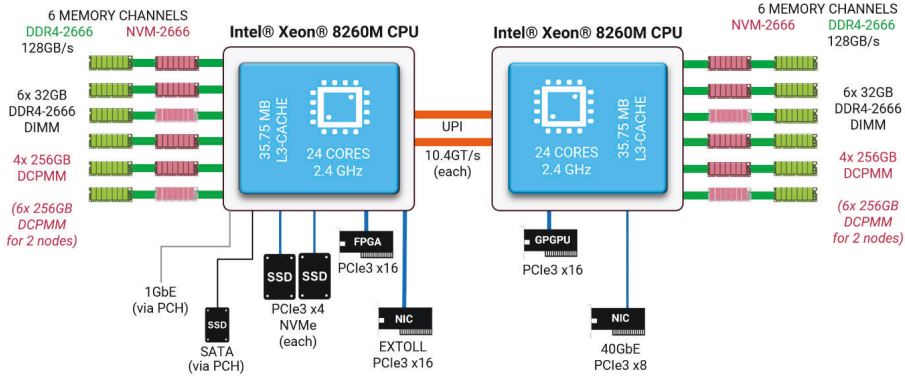 6 MEMORY CHANNELS
DDR4-2666 NVM-2666
128GB/s
6x 32GB
DDR4-2666
DIMM
4x 256GB
DCPMM
(6x 256GB
DCPMM
for 2 nodes)
Intel® Xeon® 8260M CPU
35.75 MB
L3-CACHE
24 CORES
2.4 GHz
UPI
10.4GT/s
(each)
Intel® Xeon® 8260M CPU
24 CORES
2.4 GHz
35.75 MB
L3-CACHE
6 MEMORY CHANNELS
NVM-2666 DDR4-2666
128GB/s
6x 32GB
DDR4-2666
DIMM
4x 256GB
DCPMM
(6x 256GB
DCPMM
for 2 nodes)
1GbE
(via PCH)
SSD
SATA
(via PCH)
SSD SSD
PCIe3 x4
NVMe
(each)
FPGA
PCIe3 x16
NIC
EXTOLL
PCIe3 x16
GPGPU
PCIe3 x16
NIC
40GbE
PCIe3 x8